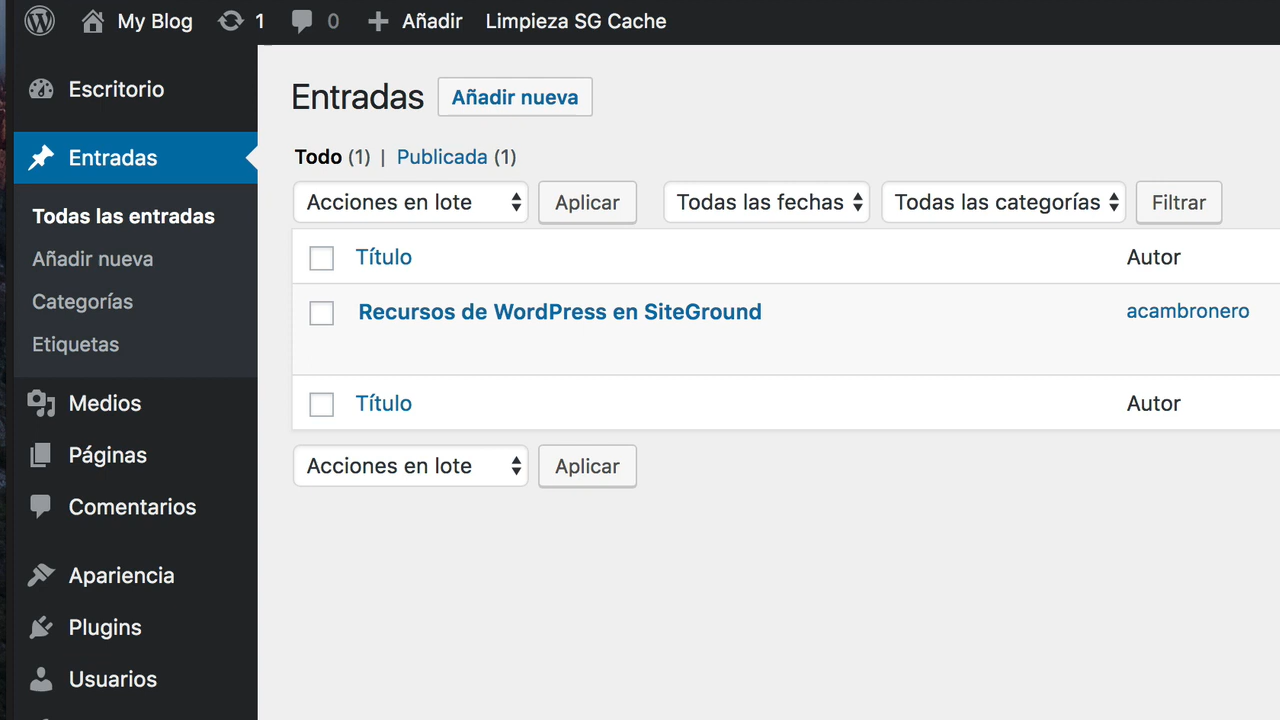 My Blog 1 0 + Añadir Limpieza SG Cache
Escritorio
Entradas
Todas las entradas
Añadir nueva
Categorías
Etiquetas
Medios
Páginas
Comentarios
Apariencia
Plugins
Usuarios
Entradas Añadir nueva
Todo (1) | Publicada (1)
Acciones en lote Aplicar Todas las fechas Todas las categorías Filtrar
Título Autor
Recursos de WordPress en SiteGround acambronero
Título Autor
Acciones en lote Aplicar